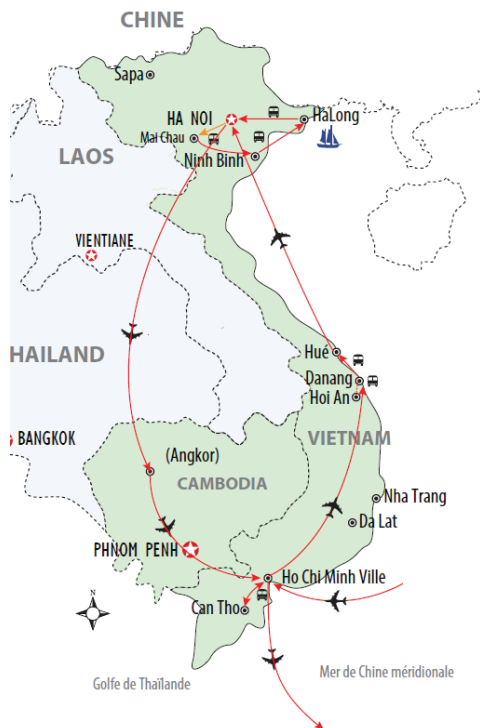 CHINE
Sapa
HA NOI
HaLong
Mai Chau
Ninh Binh
LAOS
VIENTIANE
HAILAND
Hué
Danang
Hoi An
BANGKOK
VIETNAM
(Angkor)
CAMBODIA
Nha Trang
Da Lat
PHNOM PENH
Ho Chi Minh Ville
Can Tho
Golfe de Thaïlande
Mer de Chine méridionale